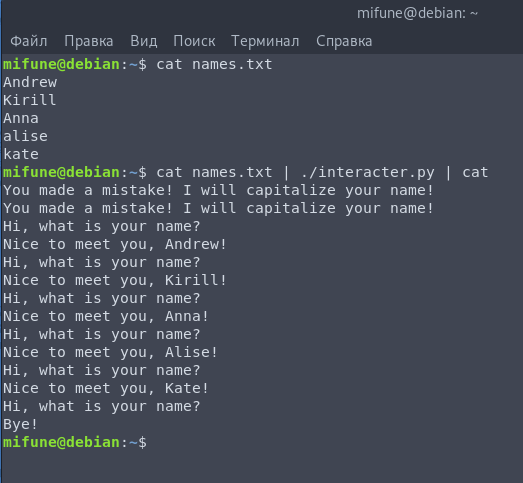 mifune@debian: ~
Файл Правка Вид Поиск Терминал Справка
mifune@debian:~$ cat names.txt
Andrew
Kirill
Anna
alise
kate
mifune@debian:~$ cat names.txt | ./interacter.py | cat
You made a mistake! I will capitalize your name!
You made a mistake! I will capitalize your name!
Hi, what is your name?
Nice to meet you, Andrew!
Hi, what is your name?
Nice to meet you, Kirill!
Hi, what is your name?
Nice to meet you, Anna!
Hi, what is your name?
Nice to meet you, Alise!
Hi, what is your name?
Nice to meet you, Kate!
Hi, what is your name?
Bye!
mifune@debian:~$